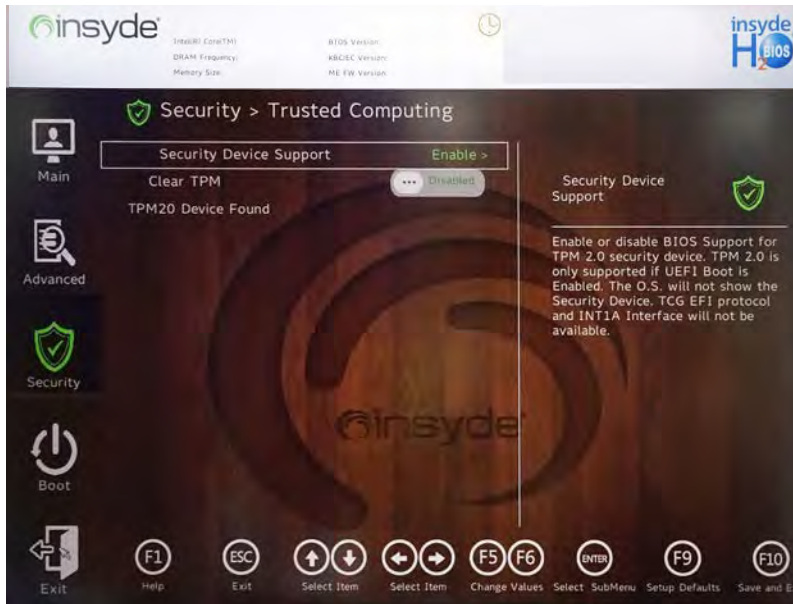 insyde
insyde
H2O BIOS
Intel(R) Core(TM)
BIOS Version:
DRAM Frequency:
KBC/EC Version:
Memory Size:
ME FW Version:
Security > Trusted Computing
Main
Advanced
Security
Boot
Exit
Security Device Support Enable >
Clear TPM Disabled
TPM20 Device Found
Security Device
Support
Enable or disable BIOS Support for
TPM 2.0 security device. TPM 2.0 is
only supported if UEFI Boot is
Enabled. The O.S. will not show the
Security Device. TCG EFI protocol
and INT1A Interface will not be
available.
insyde
F1 Help
ESC Exit
Select Item
Select Item
F5 F6 Change Values
ENTER Select SubMenu
F9 Setup Defaults
F10 Save and E